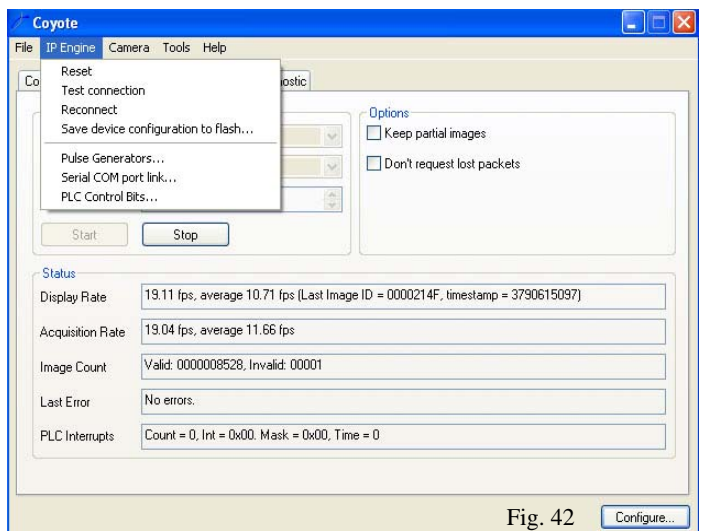 Coyote
File IP Engine Camera Tools Help
Reset
Test connection
Reconnect
Save device configuration to flash...
Pulse Generators...
Serial COM port link...
PLC Control Bits...
Co
nostic
Options
Keep partial images
Don't request lost packets
Start Stop
Status
Display Rate 19.11 fps, average 10.71 fps (Last Image ID = 0000214F, timestamp = 3790615097)
Acquisition Rate 19.04 fps, average 11.66 fps
Image Count Valid: 0000008528, Invalid: 00001
Last Error No errors.
PLC Interrupts Count = 0, Int = 0x00. Mask = 0x00, Time = 0
Fig. 42 Configure...